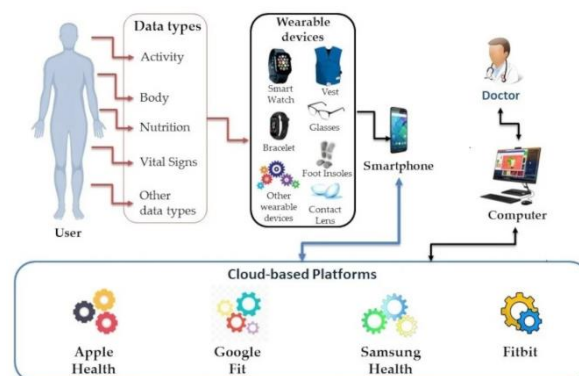 Data types
Activity
Body
Nutrition
Vital Signs
Other
data types
User
Wearable
devices
Smart
Watch
Vest
Bracelet
Glasses
Foot Insoles
Other
wearable
devices
Contact
Lens
Smartphone
Doctor
Computer
Cloud-based Platforms
Apple
Health
Google
Fit
Samsung
Health
Fitbit